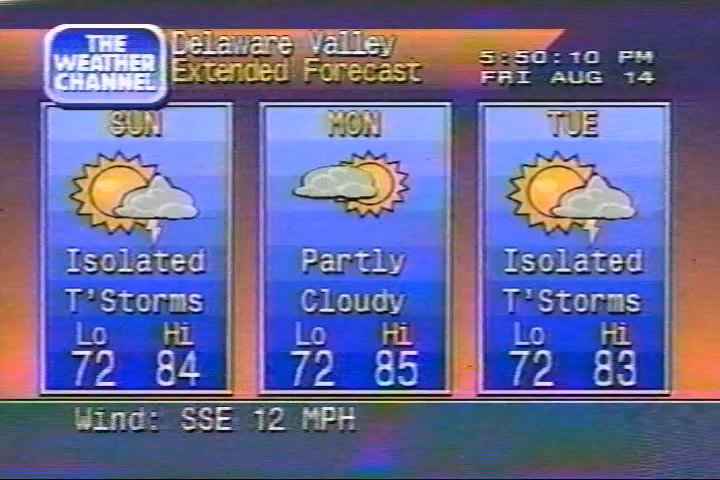 THE
WEATHER
CHANNEL
Delaware Valley
Extended Forecast
5:50:10 PM
FRI AUG 14
SUN
Isolated
T'Storms
Lo Hi
72 84
MON
Partly
Cloudy
Lo Hi
72 85
TUE
Isolated
T'Storms
Lo Hi
72 83
Wind: SSE 12 MPH